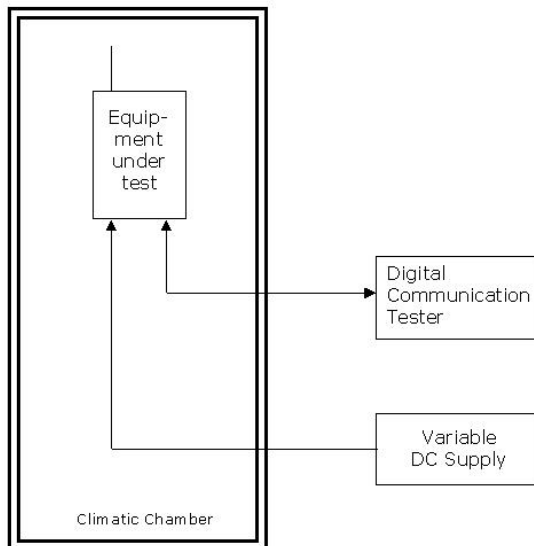 Equip-
ment
under
test
Digital
Communication
Tester
Variable
DC Supply
Climatic Chamber